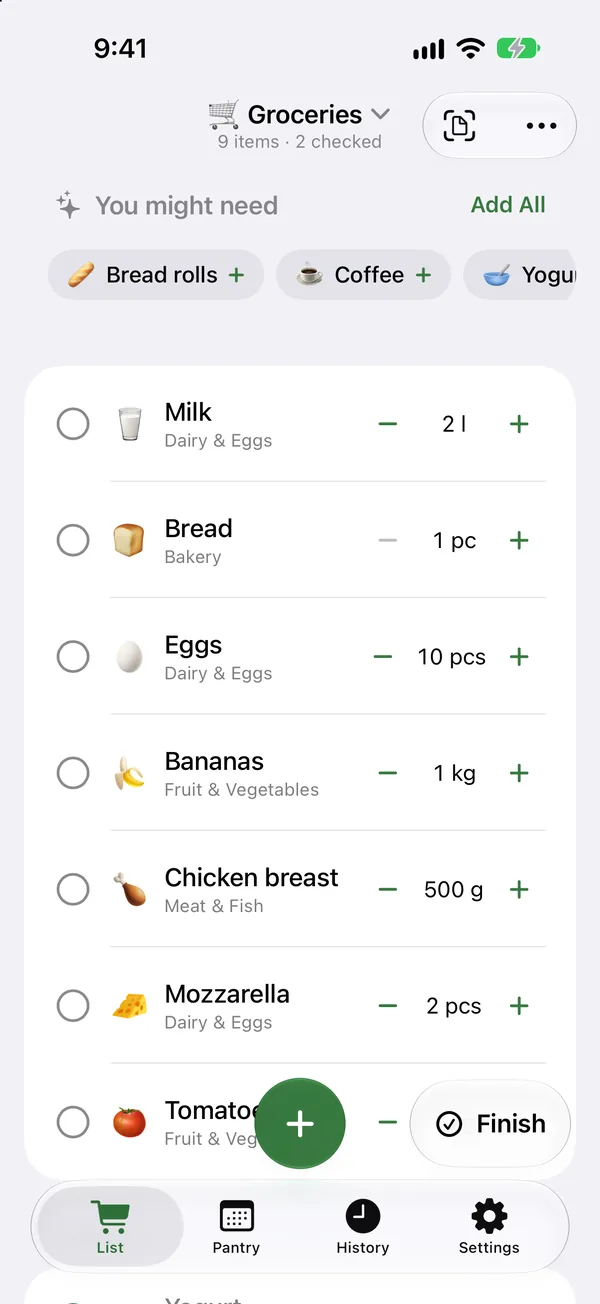 9:41
Groceries
9 items · 2 checked
You might need
Add All
Bread rolls +
Coffee +
Milk
Dairy & Eggs
− 2 l +
Bread
Bakery
− 1 pc +
Eggs
Dairy & Eggs
− 10 pcs +
Bananas
Fruit & Vegetables
− 1 kg +
Chicken breast
Meat & Fish
− 500 g +
Mozzarella
Dairy & Eggs
− 2 pcs +
Fruit &
−
+
Finish
List
Pantry
History
Settings